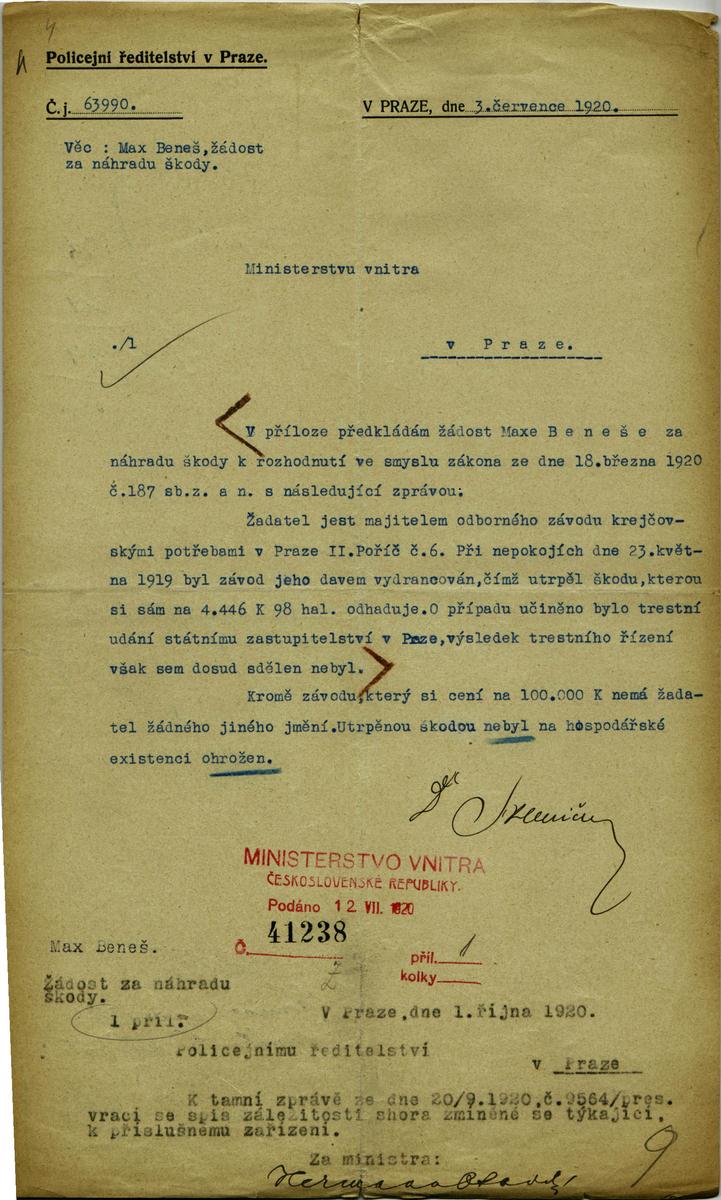 Policejní ředitelství v Praze.
Č.j. 63990.
V PRAZE, dne 3.července 1920.
Věc : Max Beneš,žádost
za náhradu škody.
Ministerstvu vnitra
./1
v Praze.
V příloze předkládám žádost Maxe Beneše za
náhradu škody k rozhodnutí ve smyslu zákona ze dne 18.března 1920
č.187 sb.z. a n. s následující zprávou:
Žadatel jest majitelem odborného závodu krejčov-
skými potřebami v Praze II.Poříč č.6. Při nepokojích dne 23.květ-
na 1919 byl závod jeho davem vydrancován,čímž utrpěl škodu,kterou
si sám na 4.446 K 98 hal. odhaduje.O případu učiněno bylo trestní
udání státnímu zastupitelství v Praze,výsledek trestního řízení
však sem dosud sdělen nebyl.
Kromě závodu,který si cení na 100.000 K nemá žada-
tel žádného jiného jmění.Utrpěnou škodou nebyl na hospodářské
existenci ohrožen.
Dr
MINISTERSTVO VNITRA
ČESKOSLOVENSKÉ REPUBLIKY.
Podáno 12. VII. 1920
Č. 41238
příl. 1
kolky
Max Beneš.
Žádost za náhradu
škody.
1 příl.
V Praze,dne 1.října 1920.
Policejnímu ředitelství
v Praze
K tamní zprávě ze dne 20/9.1920,č.9564/pres.
vrací se spis záležitosti shora zmíněné se týkající,
k příslušnému zařízení.
Za ministra:
9